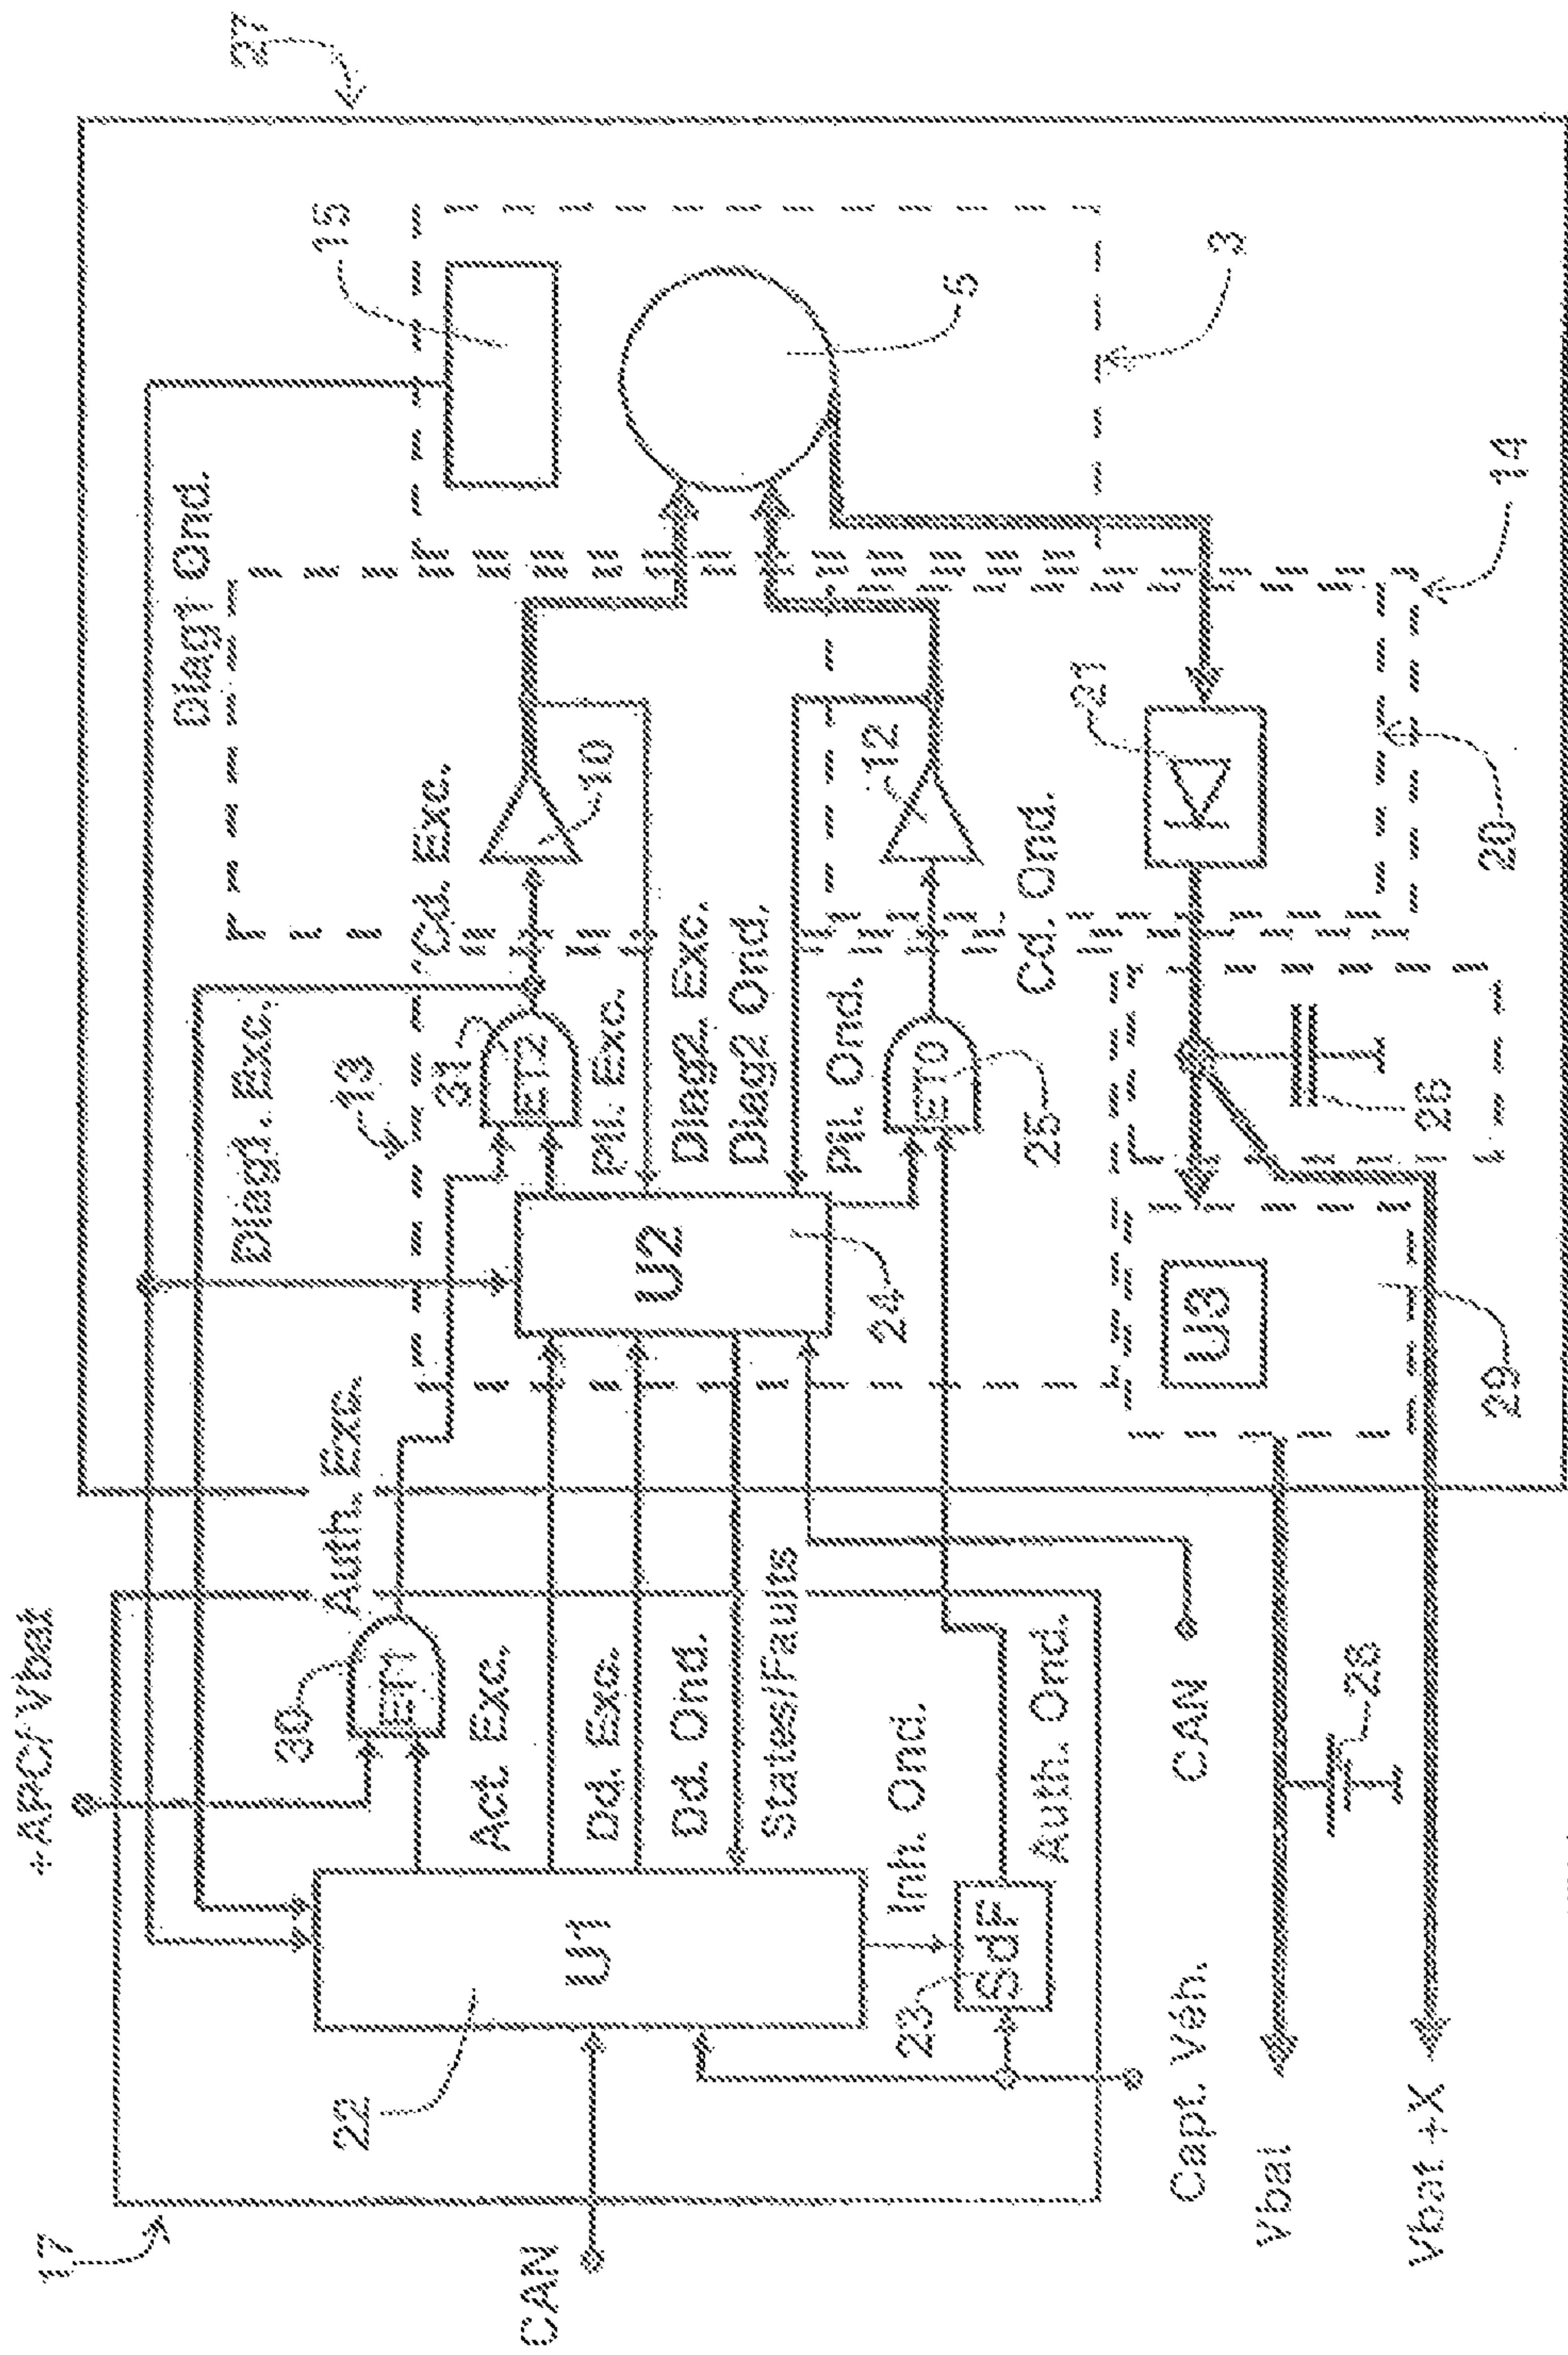 27
15
Diag1 Ond.
3
5
14
10
Cd. Exc.
12
21
20
Cd. Ond.
Diag1. Exc.
13
31
ET2
Pil. Exc.
Diag2. Exc.
Diag2 Ond.
Pil. Ond.
ET0
25
26
U2
24
U3
29
Auth. Exc.
+APC/ Vbat
30
ET1
Act. Exc.
Dd. Exc.
Dd. Ond.
States/Faults
Inh. Ond.
Auth. Ond.
CAN
28
U1
SdF
23
22
17
CAN
Capt. Véh.
Vbat
Vbat +X